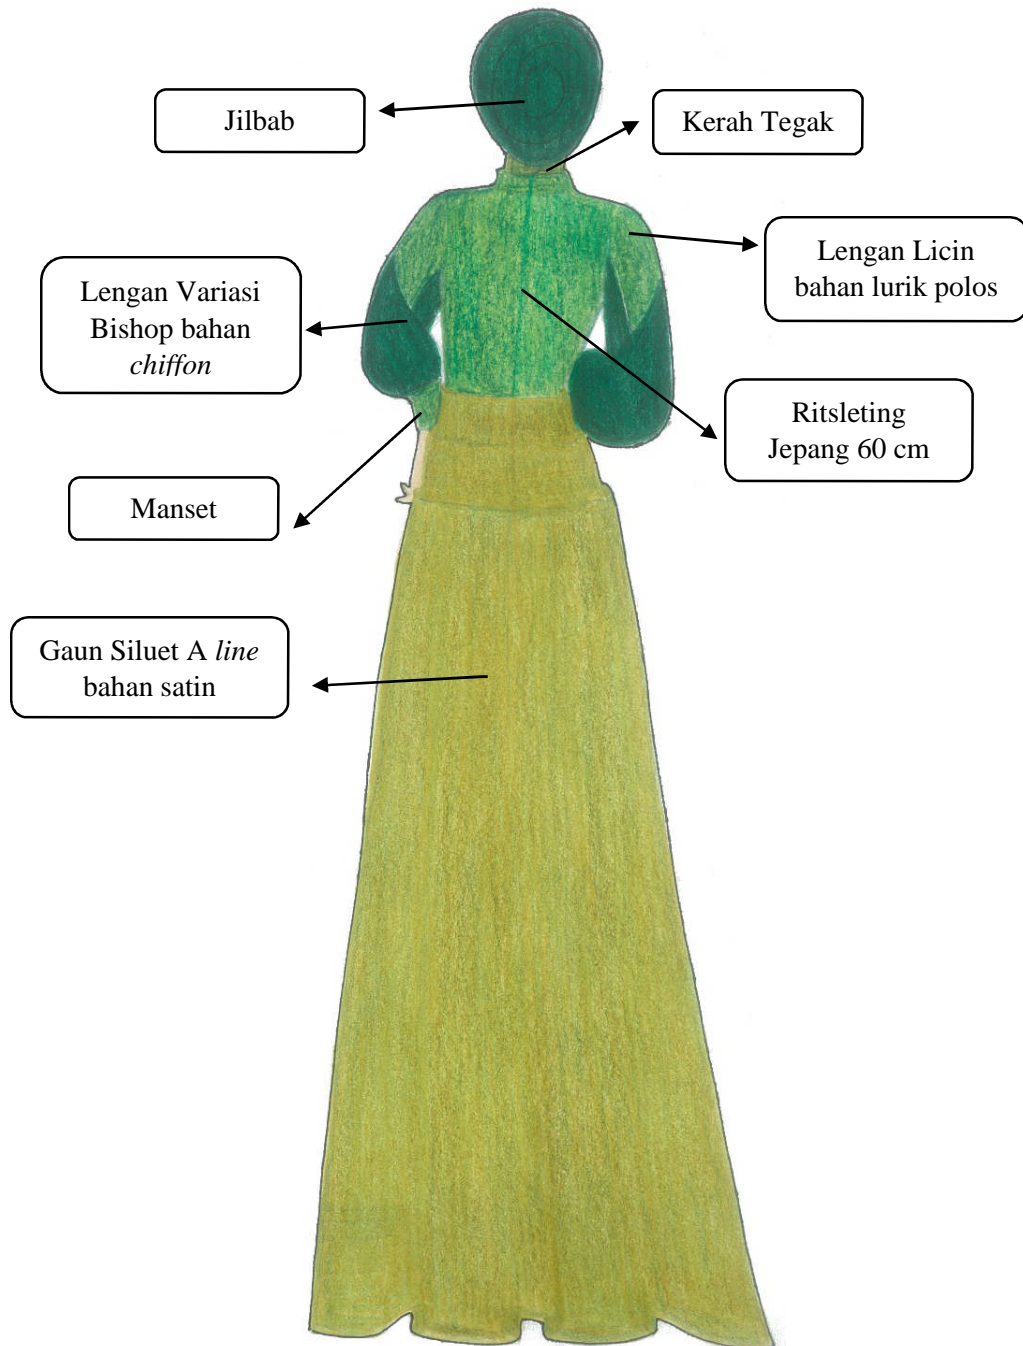 Jilbab
Kerah Tegak
Lengan Licin
bahan lurik polos
Lengan Variasi
Bishop bahan
chiffon
Ritsleting
Jepang 60 cm
Manset
Gaun Siluet A line
bahan satin